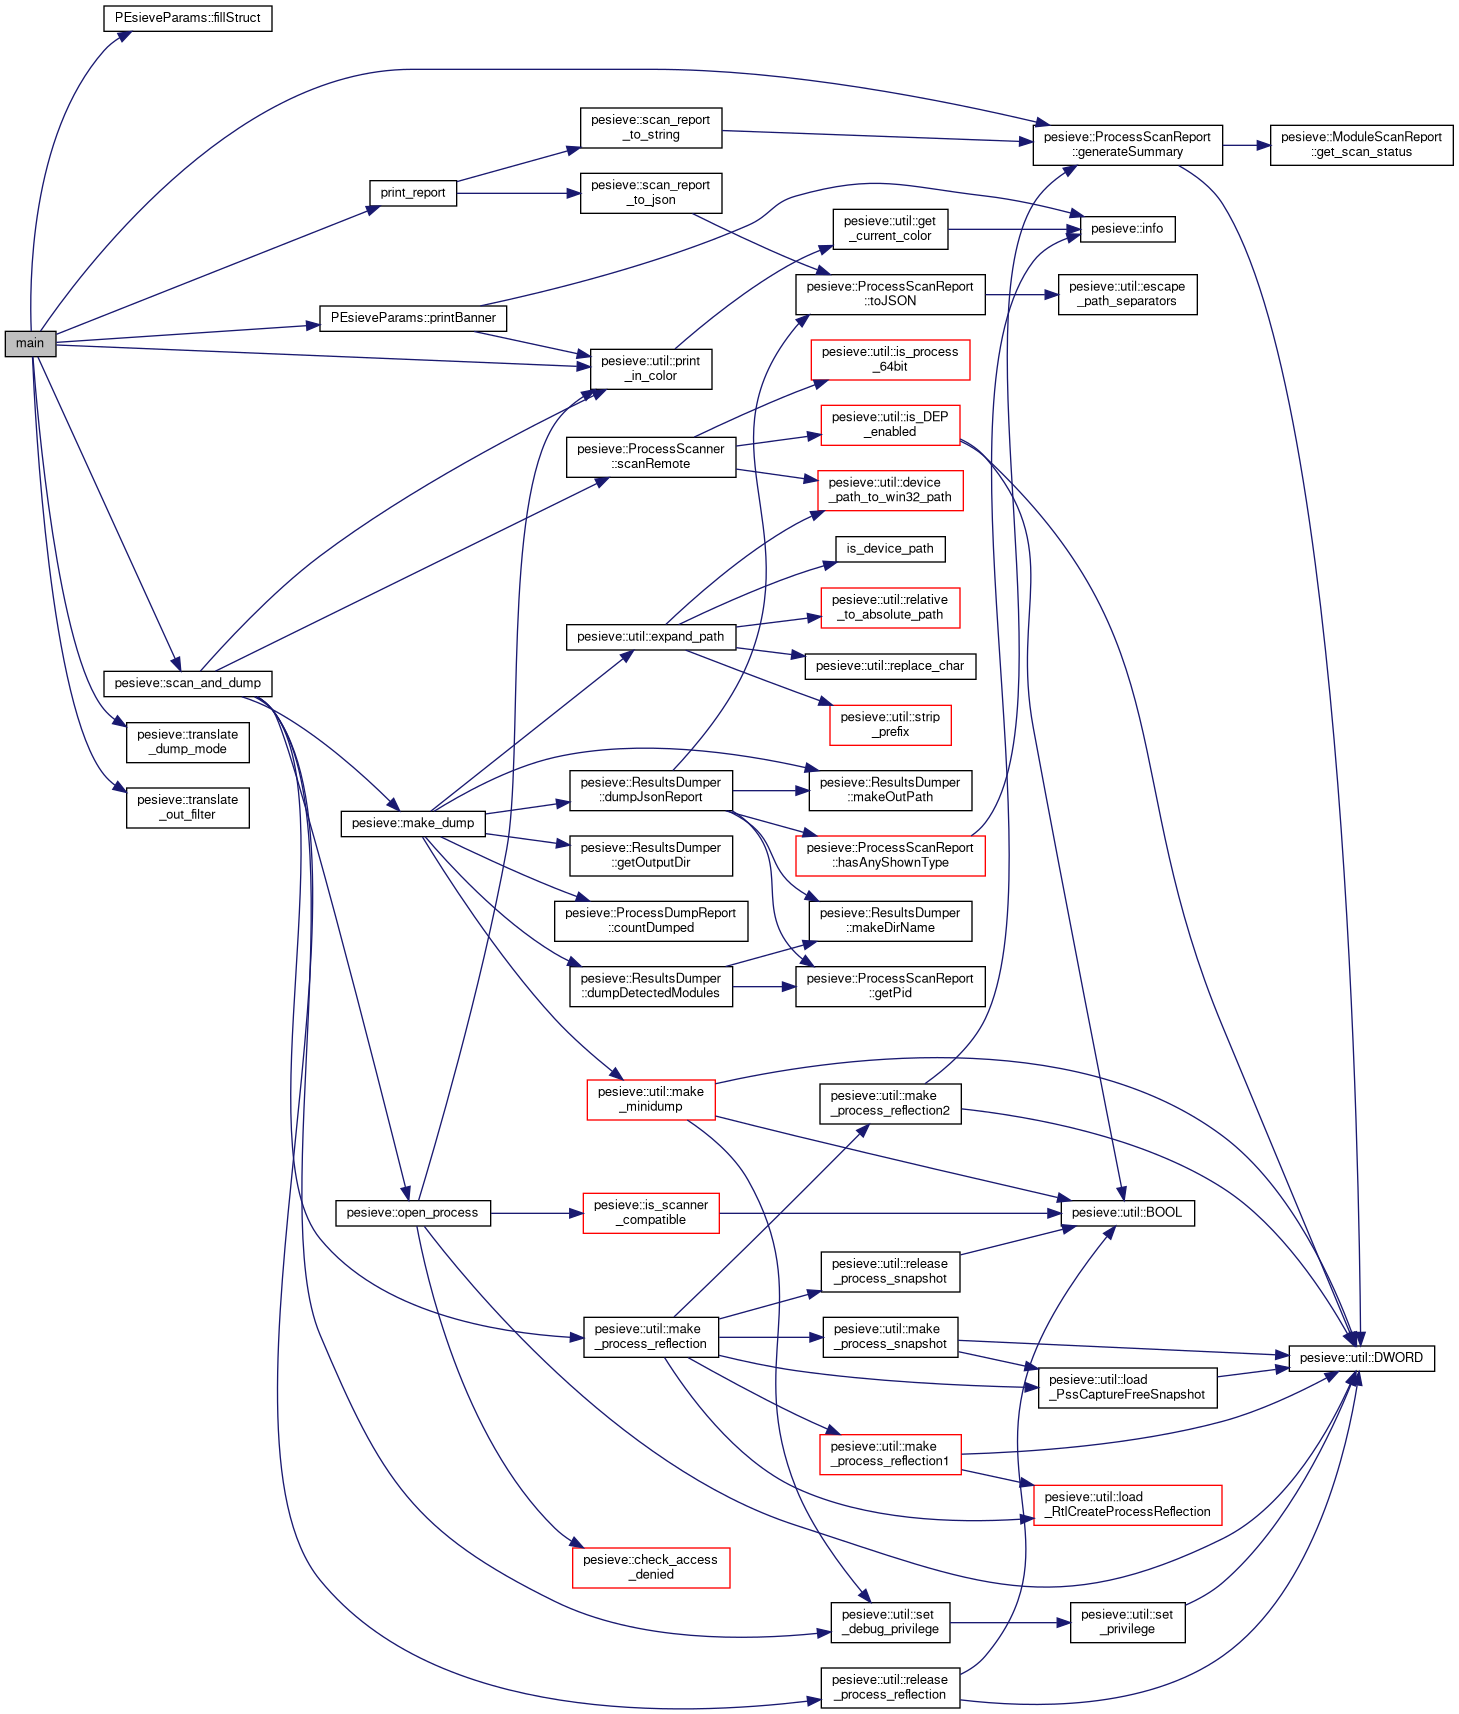 PEsieveParams::fillStruct
pesieve::scan_report
_to_string
pesieve::ProcessScanReport
::generateSummary
pesieve::ModuleScanReport
::get_scan_status
print_report
pesieve::scan_report
_to_json
pesieve::util::get
_current_color
pesieve::info
pesieve::ProcessScanReport
::toJSON
pesieve::util::escape
_path_separators
PEsieveParams::printBanner
main
pesieve::util::print
_in_color
pesieve::util::is_process
_64bit
pesieve::util::is_DEP
_enabled
pesieve::ProcessScanner
::scanRemote
pesieve::util::device
_path_to_win32_path
is_device_path
pesieve::util::relative
_to_absolute_path
pesieve::util::expand_path
pesieve::util::replace_char
pesieve::scan_and_dump
pesieve::util::strip
_prefix
pesieve::translate
_dump_mode
pesieve::ResultsDumper
::dumpJsonReport
pesieve::ResultsDumper
::makeOutPath
pesieve::translate
_out_filter
pesieve::make_dump
pesieve::ResultsDumper
::getOutputDir
pesieve::ProcessScanReport
::hasAnyShownType
pesieve::ProcessDumpReport
::countDumped
pesieve::ResultsDumper
::makeDirName
pesieve::ResultsDumper
::dumpDetectedModules
pesieve::ProcessScanReport
::getPid
pesieve::util::make
_minidump
pesieve::util::make
_process_reflection2
pesieve::open_process
pesieve::is_scanner
_compatible
pesieve::util::BOOL
pesieve::util::release
_process_snapshot
pesieve::util::make
_process_reflection
pesieve::util::make
_process_snapshot
pesieve::util::DWORD
pesieve::util::load
_PssCaptureFreeSnapshot
pesieve::util::make
_process_reflection1
pesieve::util::load
_RtlCreateProcessReflection
pesieve::check_access
_denied
pesieve::util::set
_debug_privilege
pesieve::util::set
_privilege
pesieve::util::release
_process_reflection